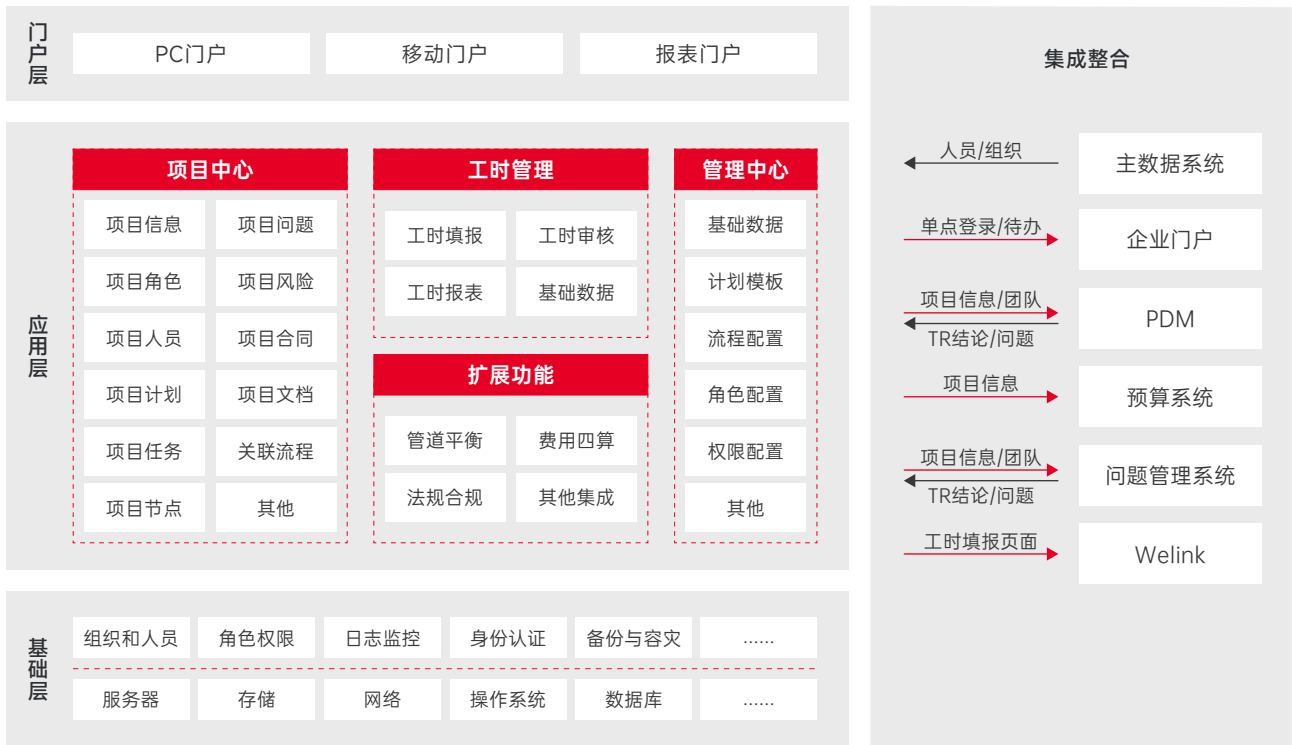 门户层
PC门户
移动门户
报表门户
应用层
项目中心
项目信息
项目问题
项目角色
项目风险
项目人员
项目合同
项目计划
项目文档
项目任务
关联流程
项目节点
其他
工时管理
工时填报
工时审核
工时报表
基础数据
扩展功能
管道平衡
费用四算
法规合规
其他集成
管理中心
基础数据
计划模板
流程配置
角色配置
权限配置
其他
基础层
组织和人员
角色权限
日志监控
身份认证
备份与容灾
......
服务器
存储
网络
操作系统
数据库
......
集成整合
人员/组织
主数据系统
单点登录/待办
企业门户
项目信息/团队
TR结论/问题
PDM
项目信息
预算系统
项目信息/团队
TR结论/问题
问题管理系统
工时填报页面
Welink